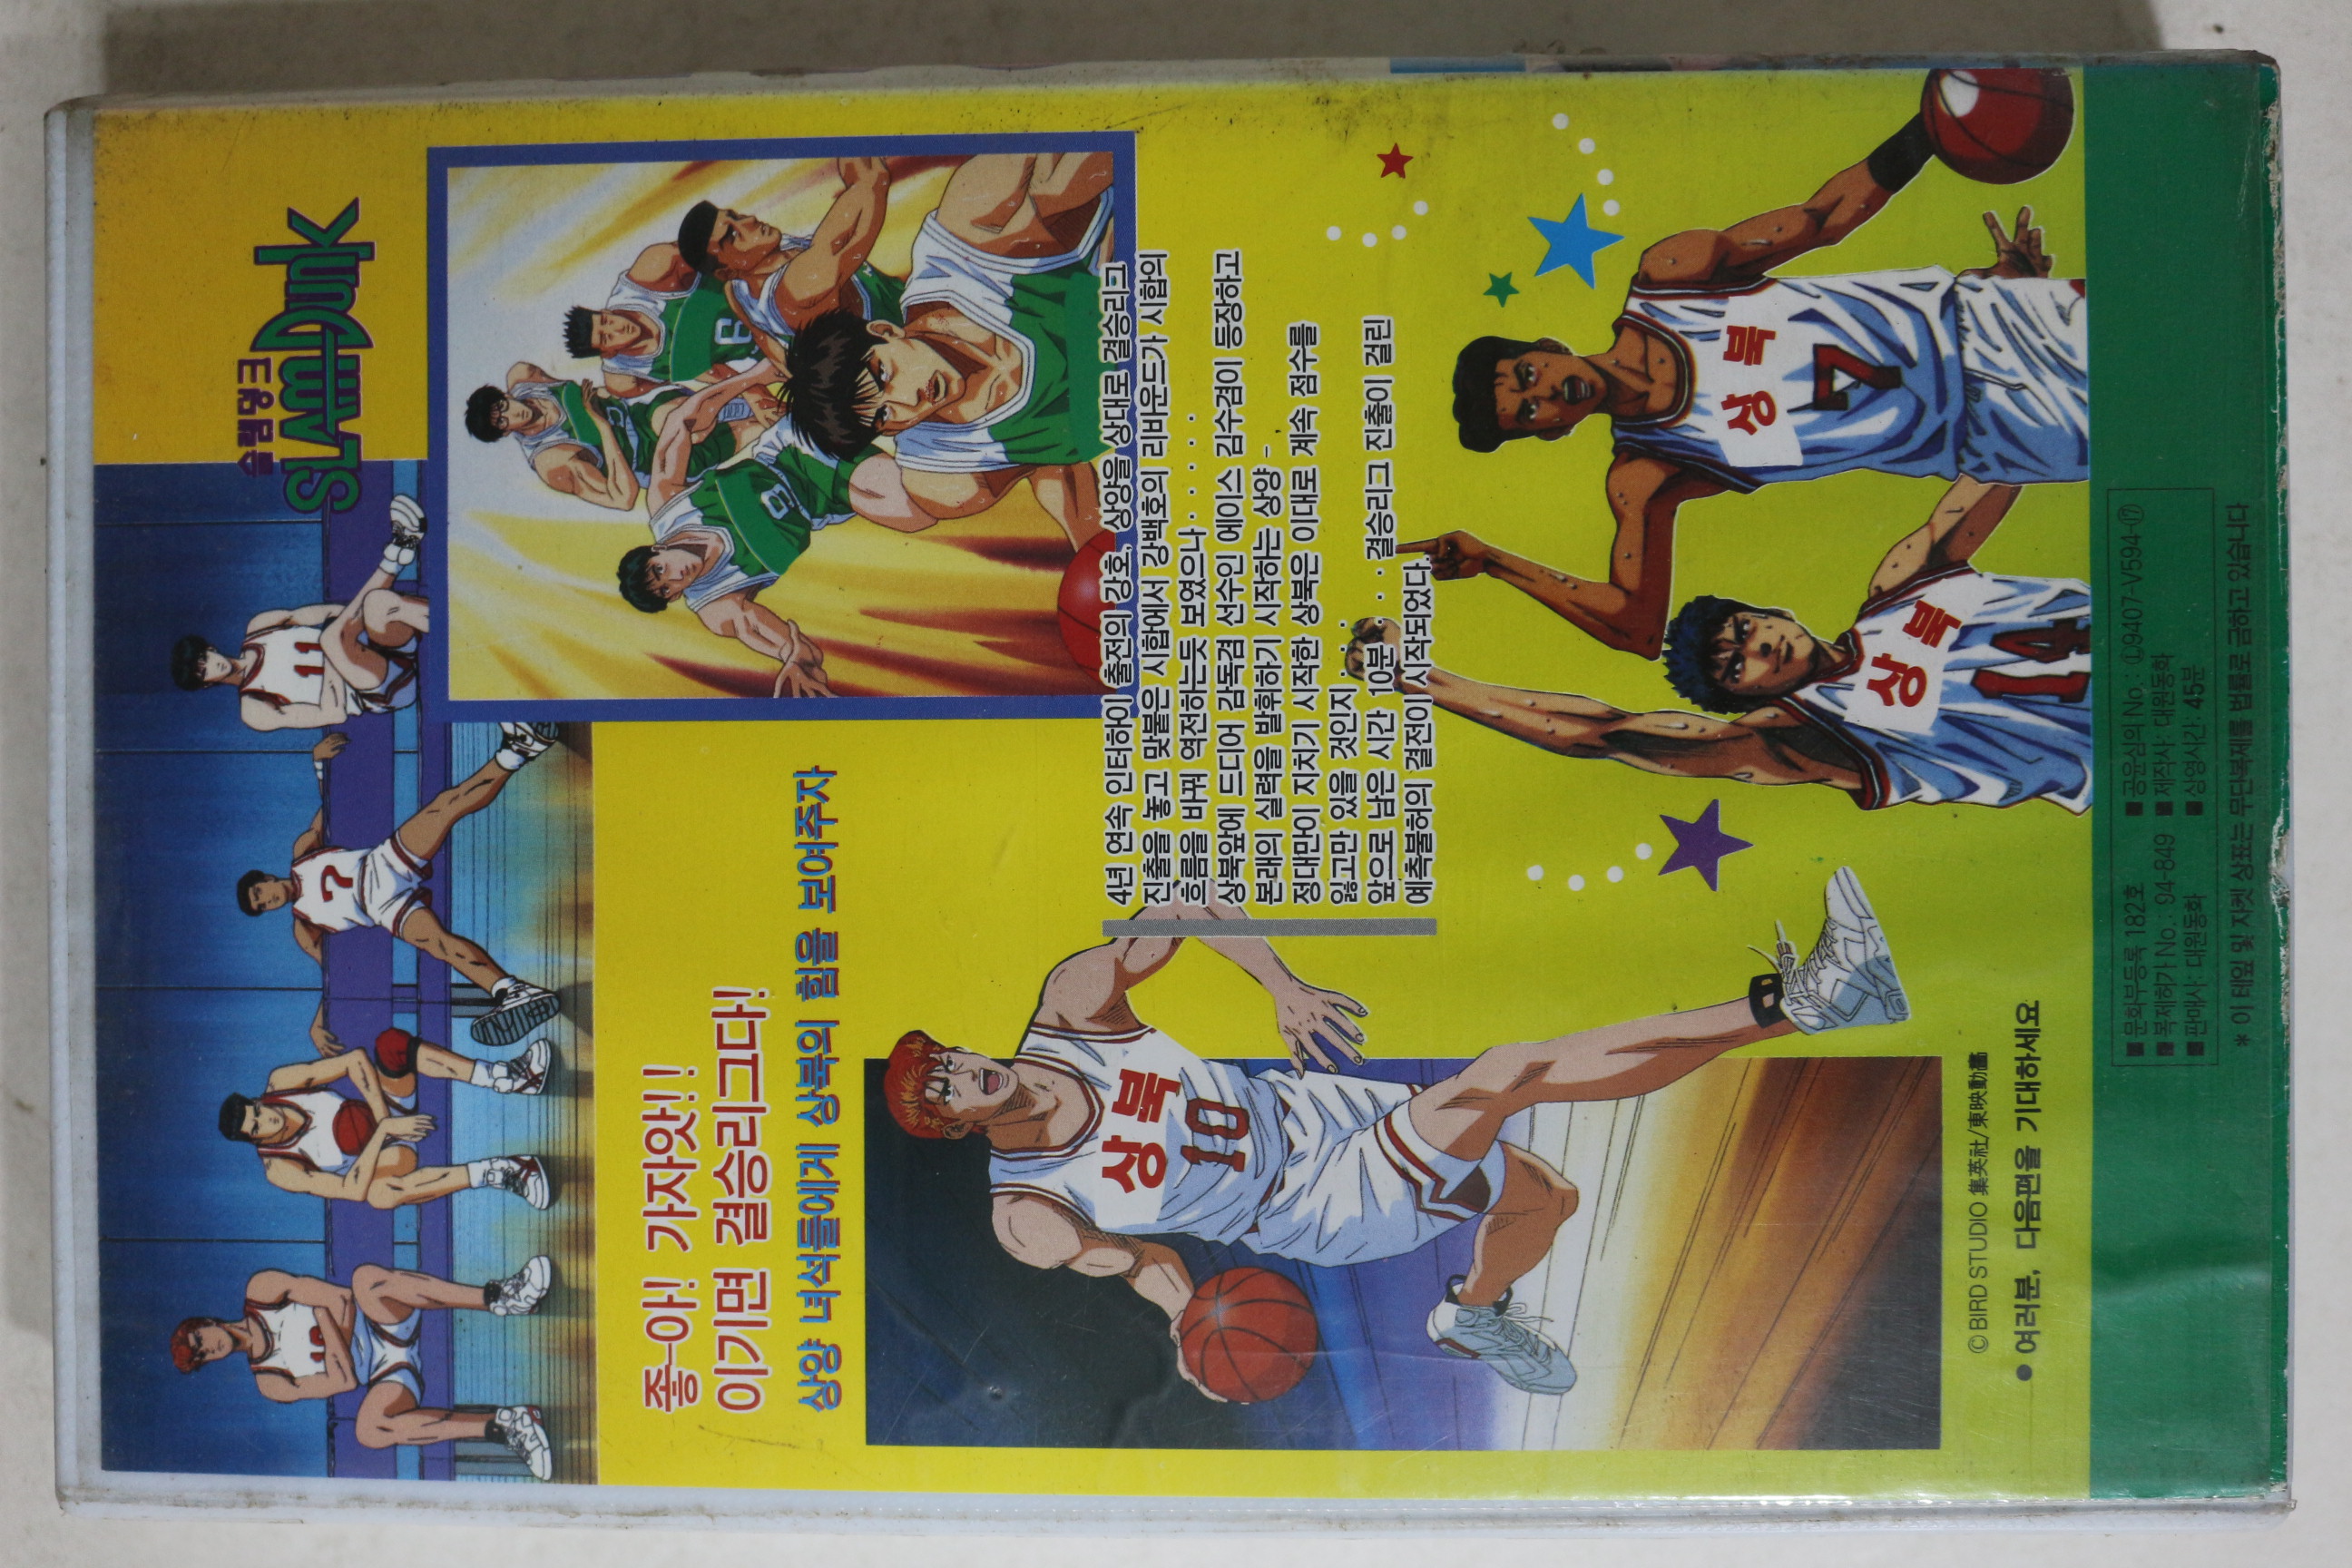 슬램덩크
SLAM DUNK
11
7
10
6
9
좋—아! 가자앗!!
이기면 결승리그다!
상양 녀석들에게 상북의 힘을 보여주자
4년 연속 인터하이 출전의 강호, 상양을 상대로 결승리그
진출을 놓고 맞붙은 시합에서 강백호의 리바운드가 시합의
흐름을 바꿔 역전하는듯 보였으나·····
상북앞에 드디어 감독겸 선수인 에이스 김수겸이 등장하고
본래의 실력을 발휘하기 시작하는 상양–
정대만이 지치기 시작한 상북은 이대로 계속 점수를
잃고만 있을 것인지···
앞으로 남은 시간 10분!···결승리그 진출이 걸린
예측불허의 결전이 시작되었다.
상북
10
상북
7
상북
14
© BIRD STUDIO 集英社/東映動畵
● 여러분, 다음편을 기대하세요
■ 문화부등록 182호 ■ 공윤심의 No.: Ⓛ9407-V594-⑰
■ 복제허가 No.: 94-849 ■ 제작사: 대원동화
■ 판매사: 대원동화 ■ 상영시간: 45분
* 이 테잎 및 자켓 상표는 무단복제를 법률로 금하고 있습니다